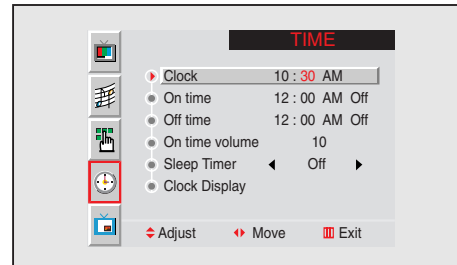 TIME
Clock 10 : 30 AM
On time 12 : 00 AM Off
Off time 12 : 00 AM Off
On time volume 10
Sleep Timer Off
Clock Display
Adjust Move Exit